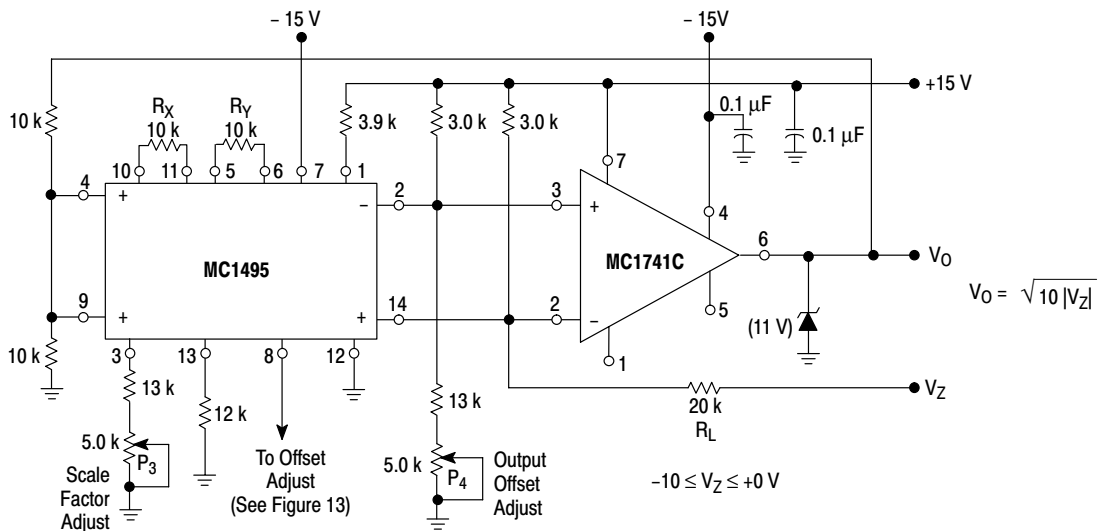 – 15 V
– 15V
+15 V
10 k
RX
10 k
RY
10 k
3.9 k
3.0 k
3.0 k
0.1 μF
0.1 μF
10
11
5
6
7
1
7
4
4
+
–
2
3
+
6
VO
VO = √10 |VZ|
MC1495
MC1741C
9
+
14
+
2
–
5
(11 V)
10 k
3
13
8
12
1
13 k
12 k
13 k
20 k
RL
VZ
5.0 k
P3
Scale
Factor
Adjust
To Offset
Adjust
(See Figure 13)
5.0 k
P4
Output
Offset
Adjust
–10 ≤ VZ ≤ +0 V